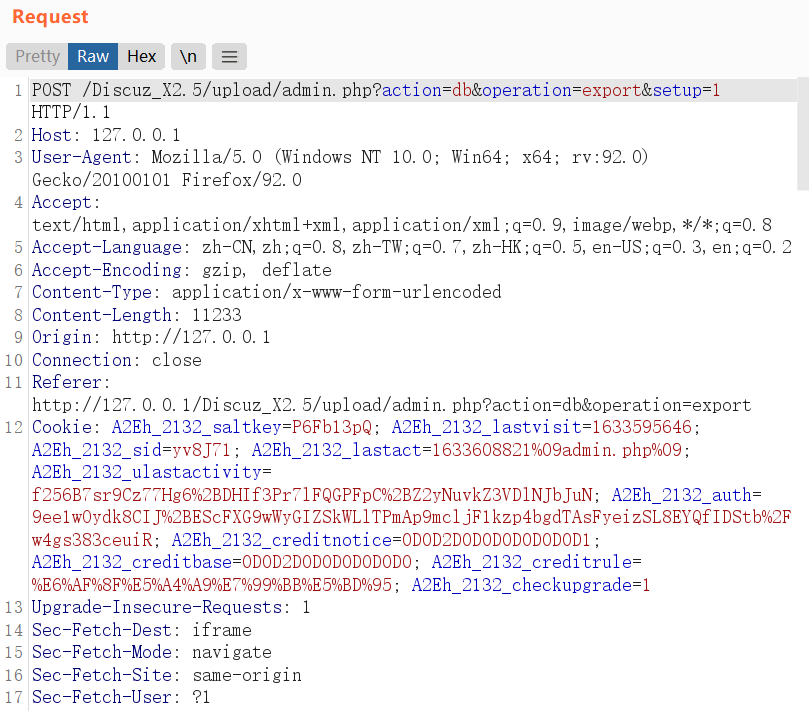 Request
Pretty Raw Hex \n
1 POST /Discuz_X2.5/upload/admin.php?action=db&operation=export&setup=1
HTTP/1.1
2 Host: 127.0.0.1
3 User-Agent: Mozilla/5.0 (Windows NT 10.0; Win64; x64; rv:92.0)
Gecko/20100101 Firefox/92.0
4 Accept:
text/html,application/xhtml+xml,application/xml;q=0.9,image/webp,*/*;q=0.8
5 Accept-Language: zh-CN,zh;q=0.8,zh-TW;q=0.7,zh-HK;q=0.5,en-US;q=0.3,en;q=0.2
6 Accept-Encoding: gzip, deflate
7 Content-Type: application/x-www-form-urlencoded
8 Content-Length: 11233
9 Origin: http://127.0.0.1
10 Connection: close
11 Referer:
http://127.0.0.1/Discuz_X2.5/upload/admin.php?action=db&operation=export
12 Cookie: A2Eh_2132_saltkey=P6Fb13pQ; A2Eh_2132_lastvisit=1633595646;
A2Eh_2132_sid=yv8J71; A2Eh_2132_lastact=1633608821%09admin.php%09;
A2Eh_2132_ulastactivity=
f256B7sr9Cz77Hg6%2BDHIf3Pr7lFQGPFpC%2BZ2yNuvkZ3VDlNJbJuN; A2Eh_2132_auth=
9ee1wOydk8CIJ%2BEScFXG9wWyGIZSkWLlTPmAp9mcljF1kzp4bgdTAsFyeizSL8EYQfIDStb%2F
w4gs383ceuiR; A2Eh_2132_creditnotice=0D0D2D0D0D0D0D0D0D1;
A2Eh_2132_creditbase=0D0D2D0D0D0D0D0D0; A2Eh_2132_creditrule=
%E6%AF%8F%E5%A4%A9%E7%99%BB%E5%BD%95; A2Eh_2132_checkupgrade=1
13 Upgrade-Insecure-Requests: 1
14 Sec-Fetch-Dest: iframe
15 Sec-Fetch-Mode: navigate
16 Sec-Fetch-Site: same-origin
17 Sec-Fetch-User: ?1